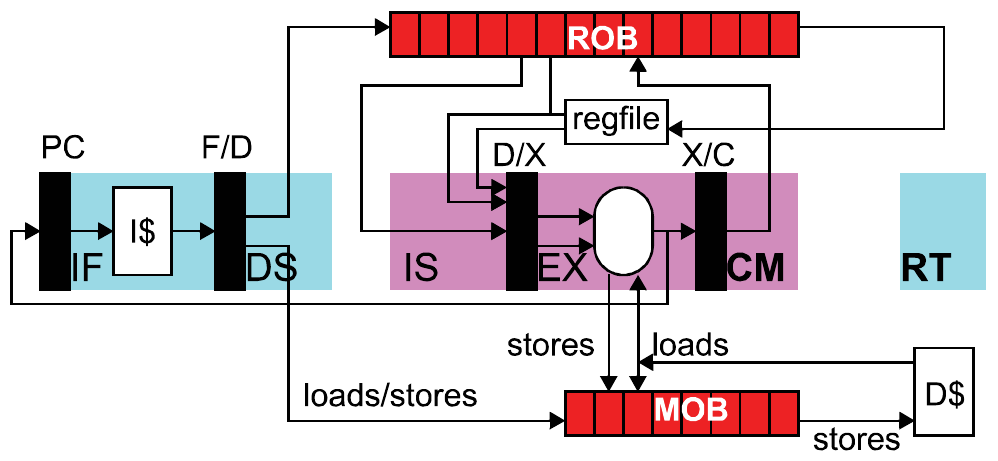 ROB
regfile
PC
F/D
D/X
X/C
I$
IF
DS
IS
EX
CM
RT
stores
loads
loads/stores
MOB
D$
stores